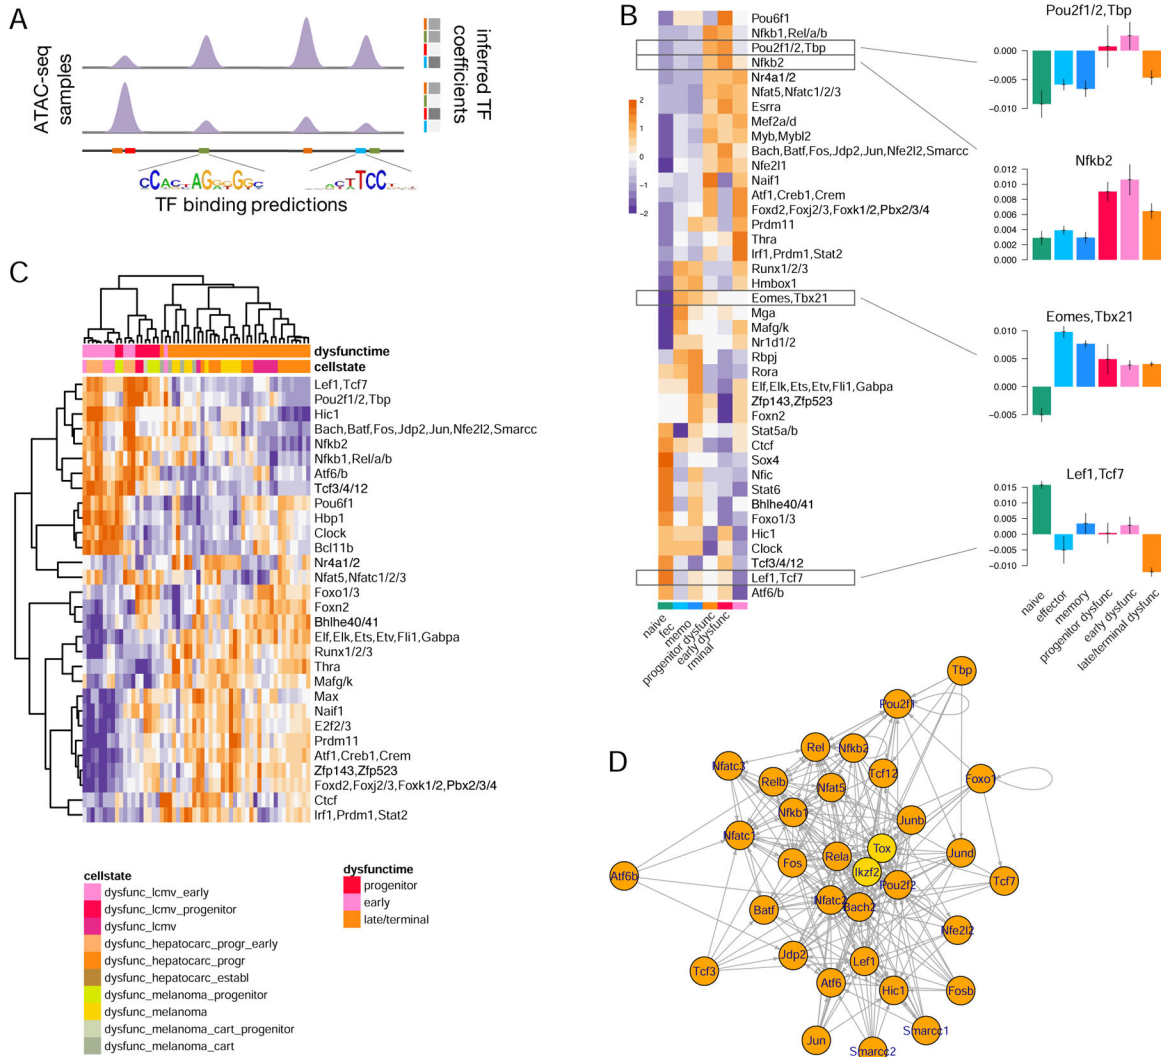 A
ATAC-seq
samples
inferred TF
coefficients
TF binding predictions
B
2
1
0
−1
−2
Pou6f1
Nfkb1,Rel/a/b
Pou2f1/2,Tbp
Nfkb2
Nr4a1/2
Nfat5,Nfatc1/2/3
Esrra
Mef2a/d
Myb,Mybl2
Bach,Batf,Fos,Jdp2,Jun,Nfe2l2,Smarcc
Nfe2l1
Naif1
Atf1,Creb1,Crem
Foxd2,Foxj2/3,Foxk1/2,Pbx2/3/4
Prdm11
Thra
Irf1,Prdm1,Stat2
Runx1/2/3
Hmbox1
Eomes,Tbx21
Mga
Mafg/k
Nr1d1/2
Rbpj
Rora
Elf,Elk,Ets,Etv,Fli1,Gabpa
Zfp143,Zfp523
Foxn2
Stat5a/b
Ctcf
Sox4
Nfic
Stat6
Bhlhe40/41
Foxo1/3
Hic1
Clock
Tcf3/4/12
Lef1,Tcf7
Atf6/b
naive
fec
memo
progenitor dysfunc
early dysfunc
rminal
Pou2f1/2,Tbp
0.000
−0.005
−0.010
Nfkb2
0.012
0.010
0.008
0.006
0.004
0.002
0.000
Eomes,Tbx21
0.010
0.005
0.000
−0.005
Lef1,Tcf7
0.015
0.010
0.005
0.000
−0.005
−0.010
naive
effector
memory
progenitor dysfunc
early dysfunc
late/terminal dysfunc
C
dysfunctime
cellstate
Lef1,Tcf7
Pou2f1/2,Tbp
Hic1
Bach,Batf,Fos,Jdp2,Jun,Nfe2l2,Smarcc
Nfkb2
Nfkb1,Rel/a/b
Atf6/b
Tcf3/4/12
Pou6f1
Hbp1
Clock
Bcl11b
Nr4a1/2
Nfat5,Nfatc1/2/3
Foxo1/3
Foxn2
Bhlhe40/41
Elf,Elk,Ets,Etv,Fli1,Gabpa
Runx1/2/3
Thra
Mafg/k
Max
Naif1
E2f2/3
Prdm11
Atf1,Creb1,Crem
Zfp143,Zfp523
Foxd2,Foxj2/3,Foxk1/2,Pbx2/3/4
Ctcf
Irf1,Prdm1,Stat2
cellstate
dysfunc_lcmv_early
dysfunc_lcmv_progenitor
dysfunc_lcmv
dysfunc_hepatocarc_progr_early
dysfunc_hepatocarc_progr
dysfunc_hepatocarc_establ
dysfunc_melanoma_progenitor
dysfunc_melanoma
dysfunc_melanoma_cart_progenitor
dysfunc_melanoma_cart
dysfunctime
progenitor
early
late/terminal
D
Tbp
Pou2f1
Rel
Nfkb2
Nfatc3
Relb
Nfat5
Tcf12
Foxo1
Nfkb1
Junb
Nfatc1
Tox
Fos
Rela
Jund
Ikzf2
Atf6b
Pou2f2
Tcf7
Nfatc2
Bach2
Batf
Nfe2l2
Jdp2
Lef1
Tcf3
Atf6
Hic1
Fosb
Smarcc1
Jun
Smarcc2